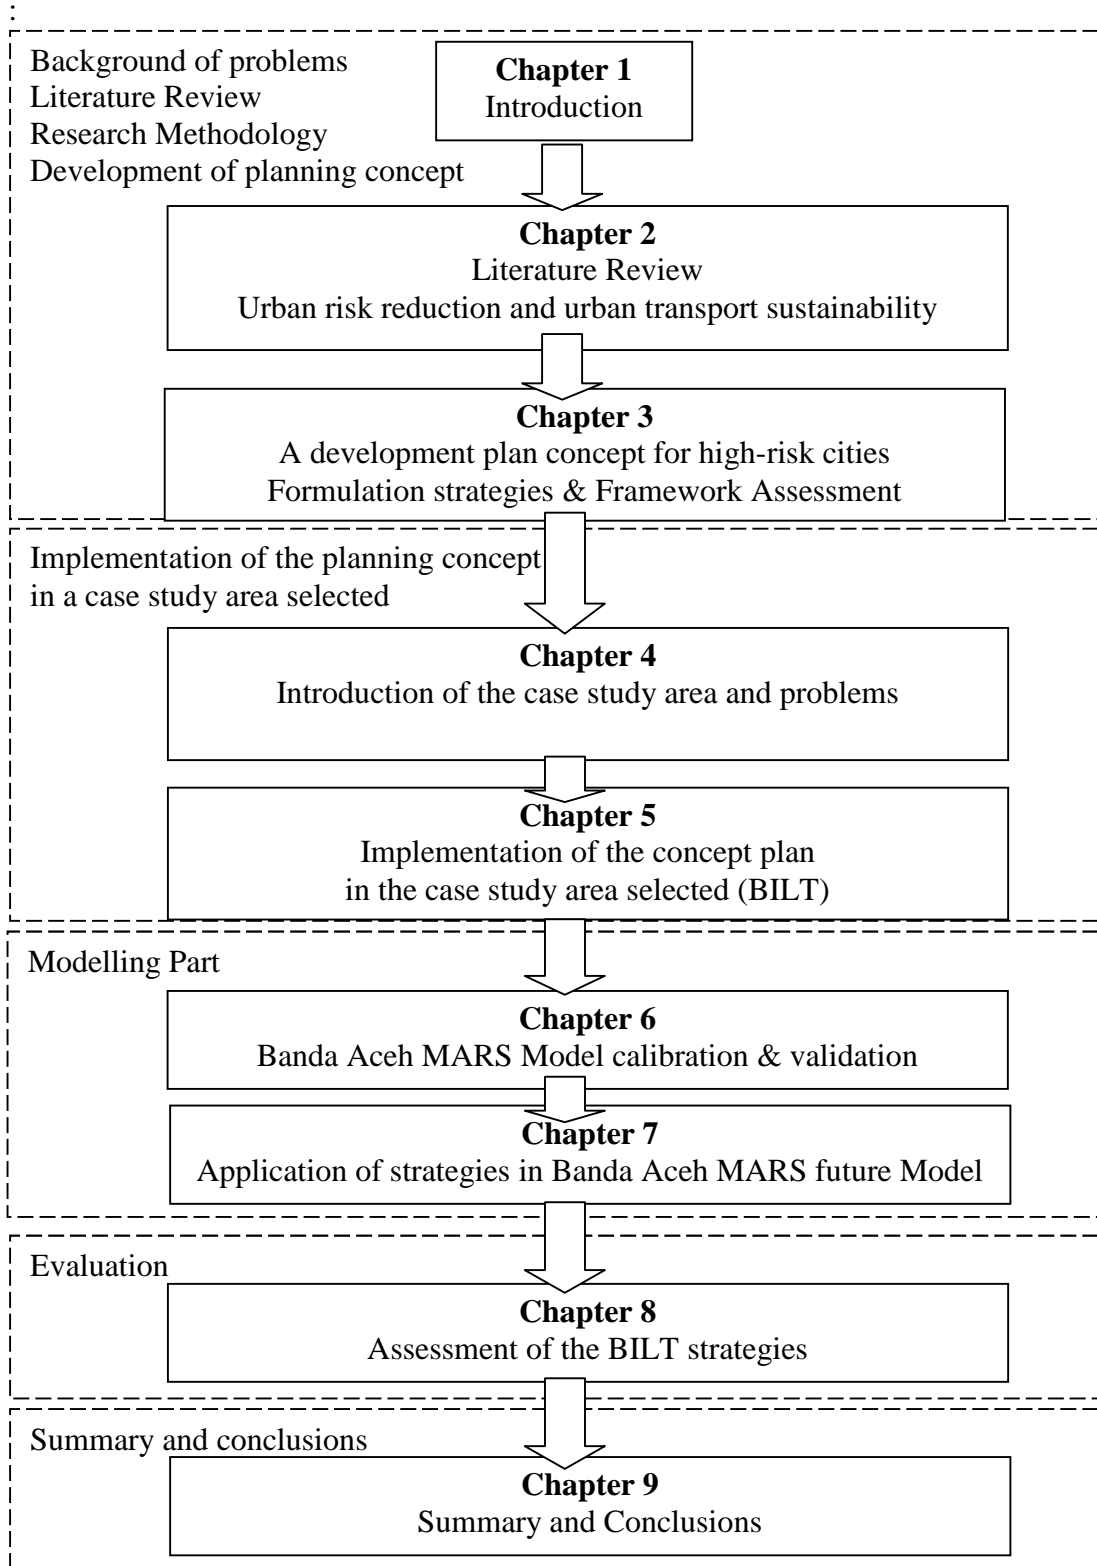 :
Background of problems
Literature Review
Research Methodology
Development of planning concept
Chapter 1
Introduction
Chapter 2
Literature Review
Urban risk reduction and urban transport sustainability
Chapter 3
A development plan concept for high-risk cities
Formulation strategies & Framework Assessment
Implementation of the planning concept
in a case study area selected
Chapter 4
Introduction of the case study area and problems
Chapter 5
Implementation of the concept plan
in the case study area selected (BILT)
Modelling Part
Chapter 6
Banda Aceh MARS Model calibration & validation
Chapter 7
Application of strategies in Banda Aceh MARS future Model
Evaluation
Chapter 8
Assessment of the BILT strategies
Summary and conclusions
Chapter 9
Summary and Conclusions